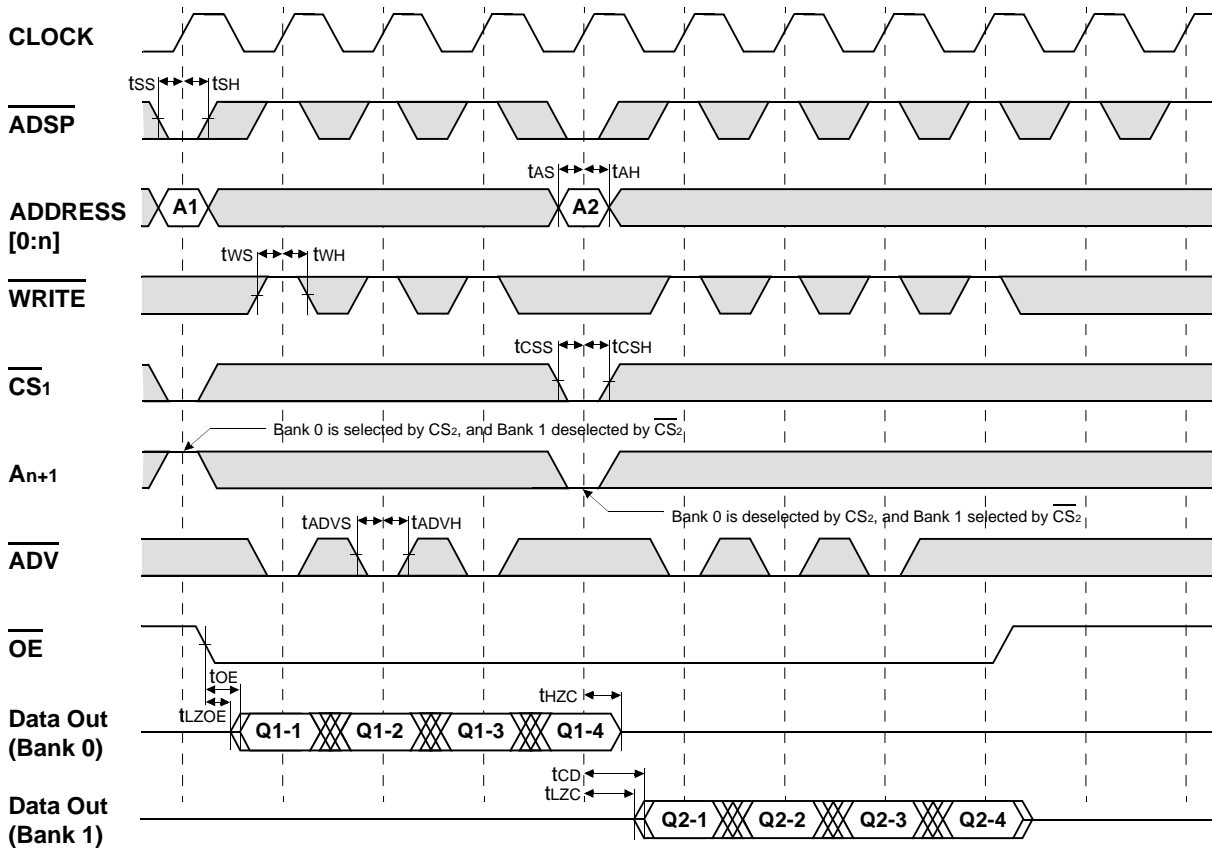 CLOCK
tSS tSH
ADSP
tAS tAH
ADDRESS
[0:n]
A1 A2
tWS tWH
WRITE
tCSS tCSH
CS1
Bank 0 is selected by CS2, and Bank 1 deselected by CS2
An+1
Bank 0 is deselected by CS2, and Bank 1 selected by CS2
tADVS tADVH
ADV
OE
tOE
tLZOE
tHZC
Data Out
(Bank 0)
Q1-1 Q1-2 Q1-3 Q1-4
tCD
tLZC
Data Out
(Bank 1)
Q2-1 Q2-2 Q2-3 Q2-4